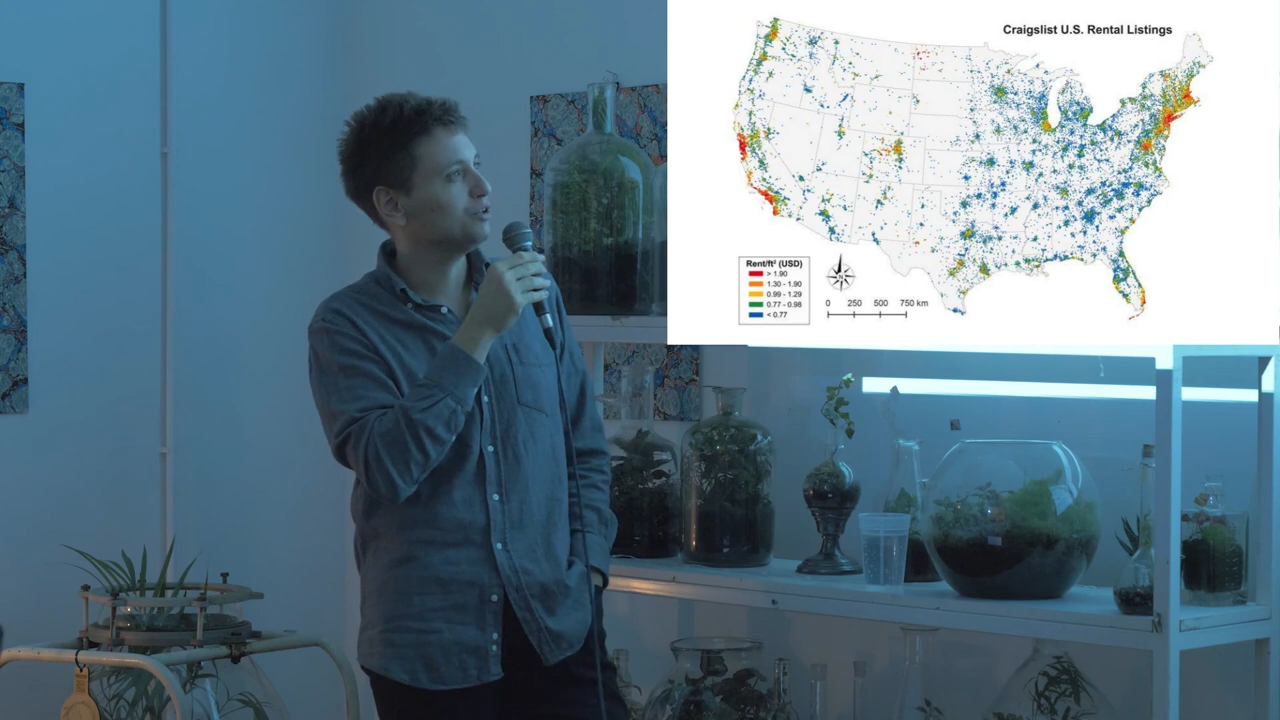 Craigslist U.S. Rental Listings
Rent/ft² (USD)
> 1.90
1.30 - 1.90
0.99 - 1.29
0.77 - 0.98
< 0.77
N
0 250 500 750 km